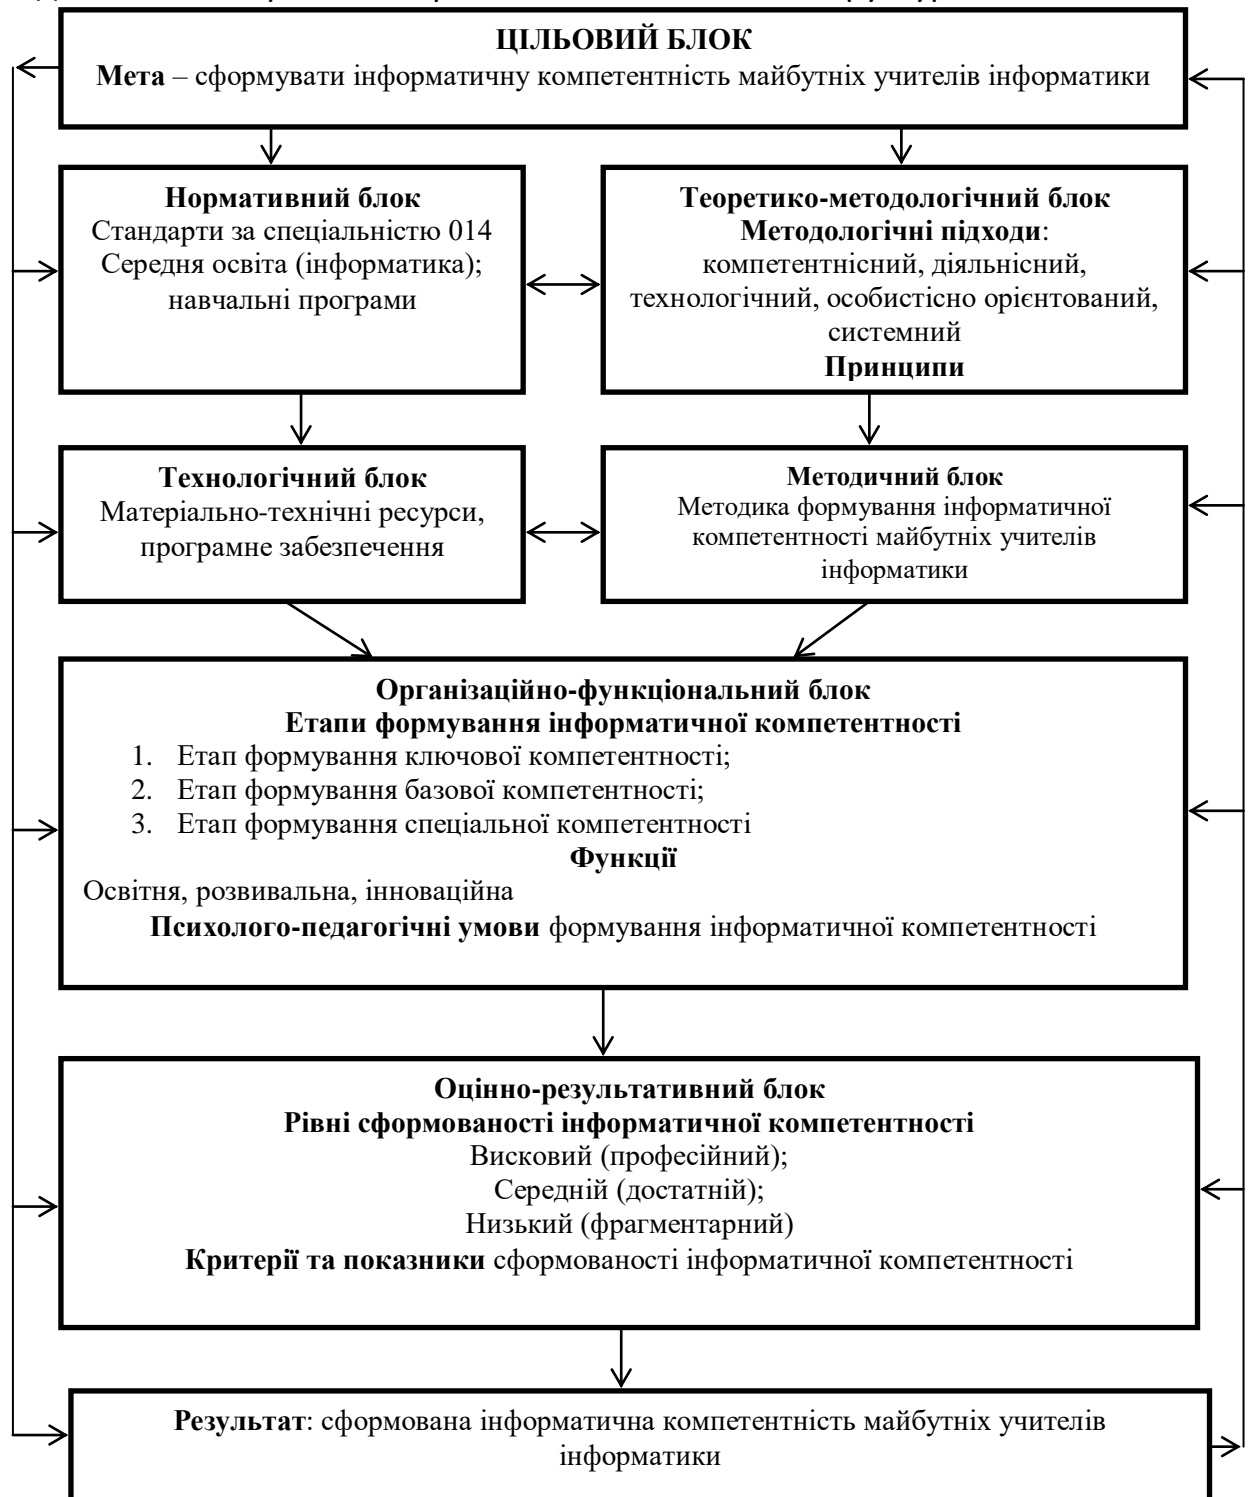 ЦІЛЬОВИЙ БЛОК
Мета – сформувати інформатичну компетентність майбутніх учителів інформатики
Нормативний блок
Стандарти за спеціальністю 014
Середня освіта (інформатика);
навчальні програми
Теоретико-методологічний блок
Методологічні підходи:
компетентнісний, діяльнісний,
технологічний, особистісно орієнтований,
системний
Принципи
Технологічний блок
Матеріально-технічні ресурси,
програмне забезпечення
Методичний блок
Методика формування інформатичної
компетентності майбутніх учителів
інформатики
Організаційно-функціональний блок
Етапи формування інформатичної компетентності
1. Етап формування ключової компетентності;
2. Етап формування базової компетентності;
3. Етап формування спеціальної компетентності
Функції
Освітня, розвивальна, інноваційна
Психолого-педагогічні умови формування інформатичної компетентності
Оцінно-результативний блок
Рівні сформованості інформатичної компетентності
Висковий (професійний);
Середній (достатній);
Низький (фрагментарний)
Критерії та показники сформованості інформатичної компетентності
Результат: сформована інформатична компетентність майбутніх учителів
інформатики